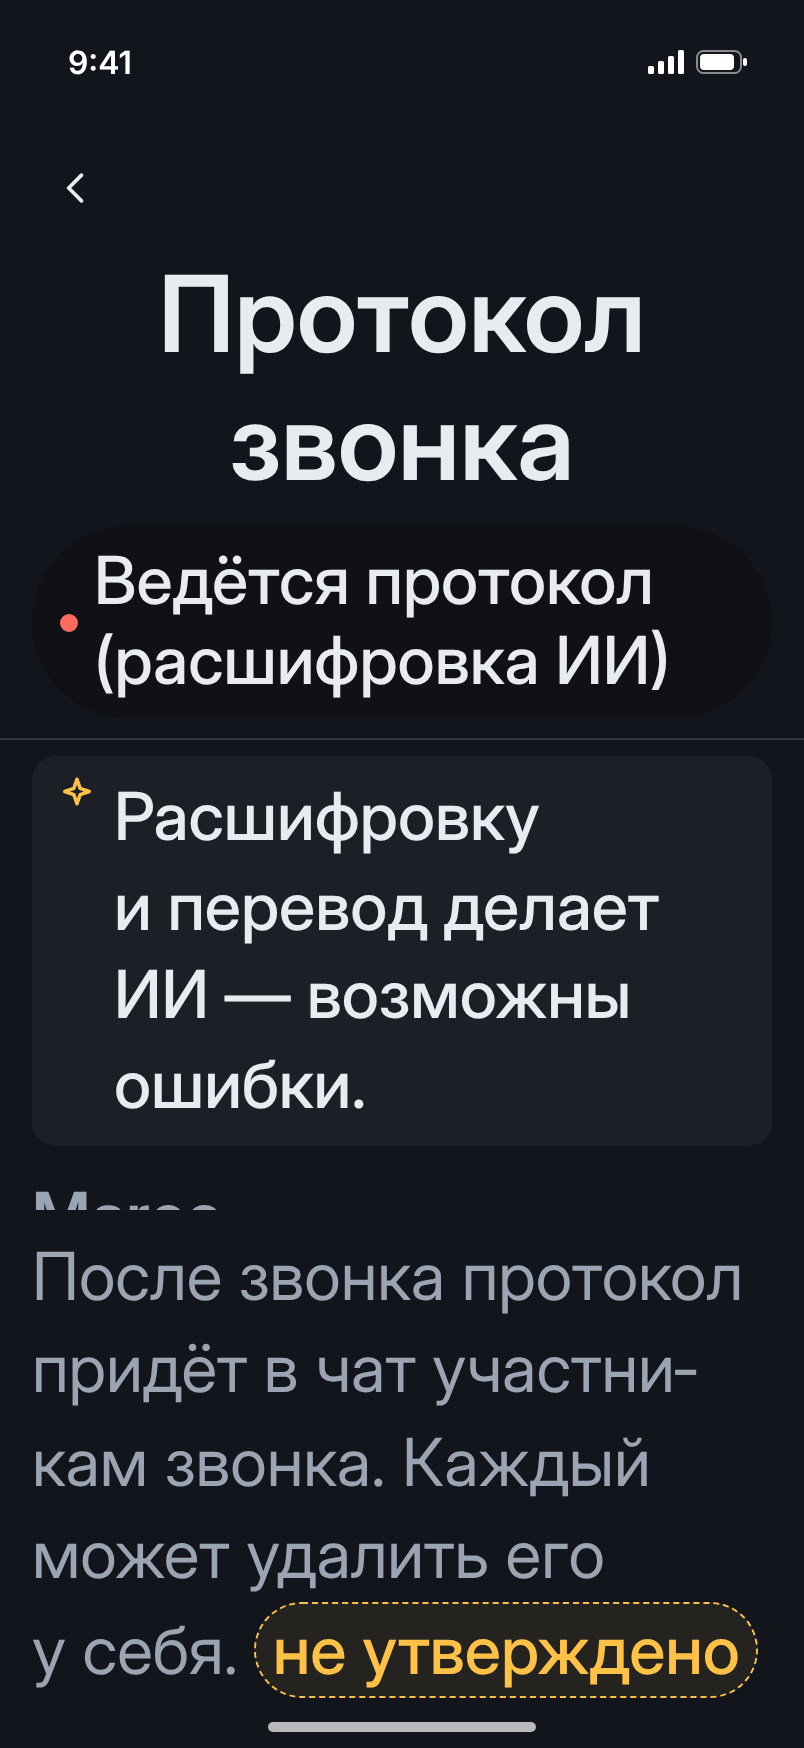 9:41
Протокол
звонка
Ведётся протокол
(расшифровка ИИ)
Расшифровку
и перевод делает
ИИ — возможны
ошибки.
После звонка протокол
придёт в чат участни-
кам звонка. Каждый
может удалить его
у себя. не утверждено